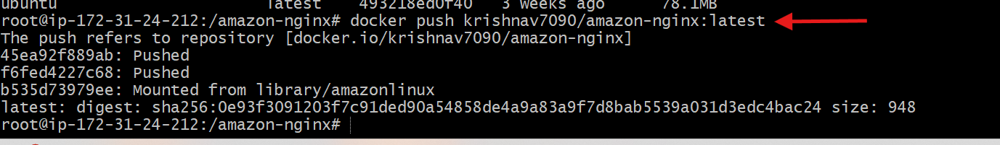 ubuntu latest 493218ed0f40 3 weeks ago 78.1MB
root@ip-172-31-24-212:/amazon-nginx# docker push krishnav7090/amazon-nginx:latest
The push refers to repository [docker.io/krishnav7090/amazon-nginx]
45ea92f889ab: Pushed
f6fed4227c68: Pushed
b535d73979ee: Mounted from library/amazonlinux
latest: digest: sha256:0e93f3091203f7c91ded90a54858de4a9a83a9f7d8bab5539a031d3edc4bac24 size: 948
root@ip-172-31-24-212:/amazon-nginx#